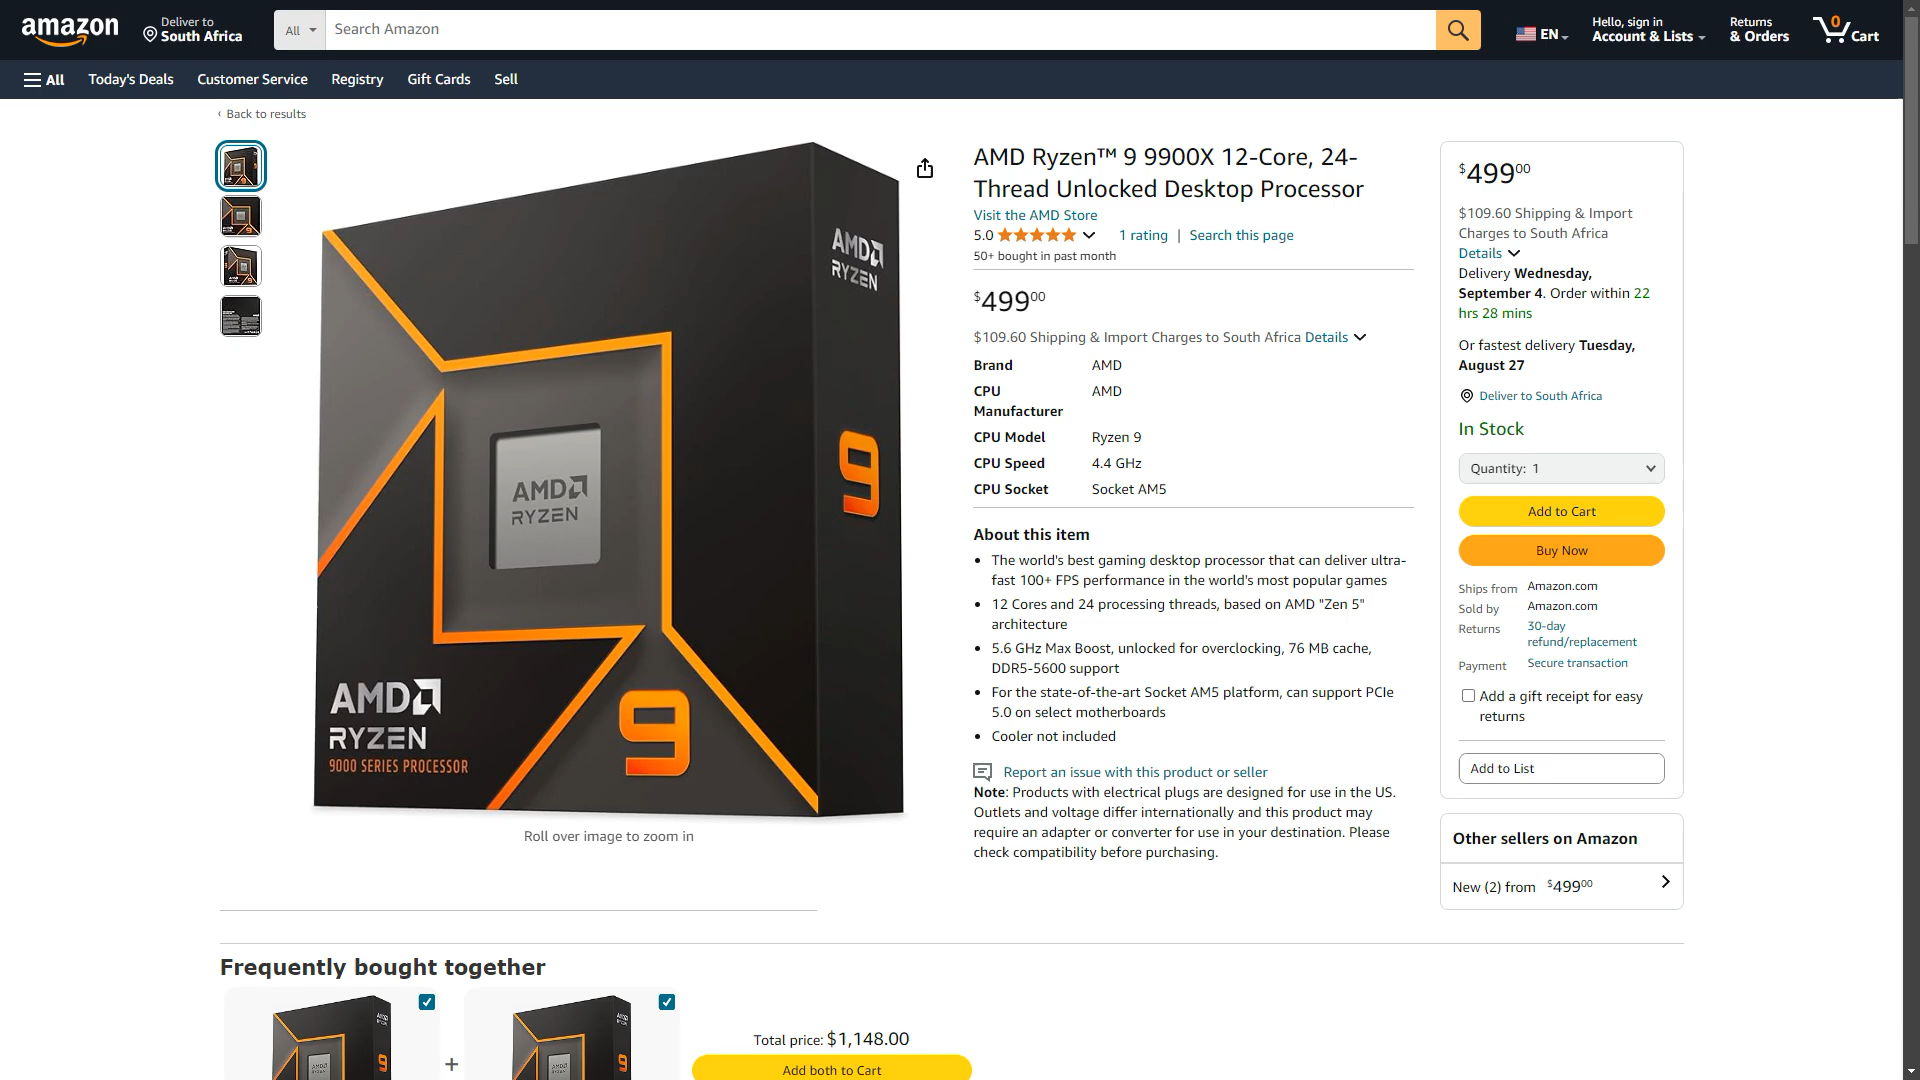 amazon
Deliver to
South Africa
All
Search Amazon
EN
Hello, sign in
Account & Lists
Returns
& Orders
0
Cart
All
Today's Deals
Customer Service
Registry
Gift Cards
Sell
‹ Back to results
AMD
RYZEN
9
AMD
RYZEN
AMD
RYZEN
9000 SERIES PROCESSOR
9
Roll over image to zoom in
AMD Ryzen™ 9 9900X 12-Core, 24-
Thread Unlocked Desktop Processor
Visit the AMD Store
5.0
1 rating | Search this page
50+ bought in past month
$49900
$109.60 Shipping & Import Charges to South Africa Details
Brand AMD
CPU Manufacturer AMD
CPU Model Ryzen 9
CPU Speed 4.4 GHz
CPU Socket Socket AM5
About this item
• The world's best gaming desktop processor that can deliver ultra-
fast 100+ FPS performance in the world's most popular games
• 12 Cores and 24 processing threads, based on AMD "Zen 5"
architecture
• 5.6 GHz Max Boost, unlocked for overclocking, 76 MB cache,
DDR5-5600 support
• For the state-of-the-art Socket AM5 platform, can support PCIe
5.0 on select motherboards
• Cooler not included
Report an issue with this product or seller
Note: Products with electrical plugs are designed for use in the US.
Outlets and voltage differ internationally and this product may
require an adapter or converter for use in your destination. Please
check compatibility before purchasing.
$49900
$109.60 Shipping & Import
Charges to South Africa
Details
Delivery Wednesday,
September 4. Order within 22
hrs 28 mins
Or fastest delivery Tuesday,
August 27
Deliver to South Africa
In Stock
Quantity: 1
Add to Cart
Buy Now
Ships from Amazon.com
Sold by Amazon.com
Returns 30-day
refund/replacement
Payment Secure transaction
Add a gift receipt for easy
returns
Add to List
Other sellers on Amazon
New (2) from $49900
Frequently bought together
AMD
RYZEN
9
AMD
RYZEN
+
AMD
RYZEN
9
AMD
RYZEN
Total price: $1,148.00
Add both to Cart